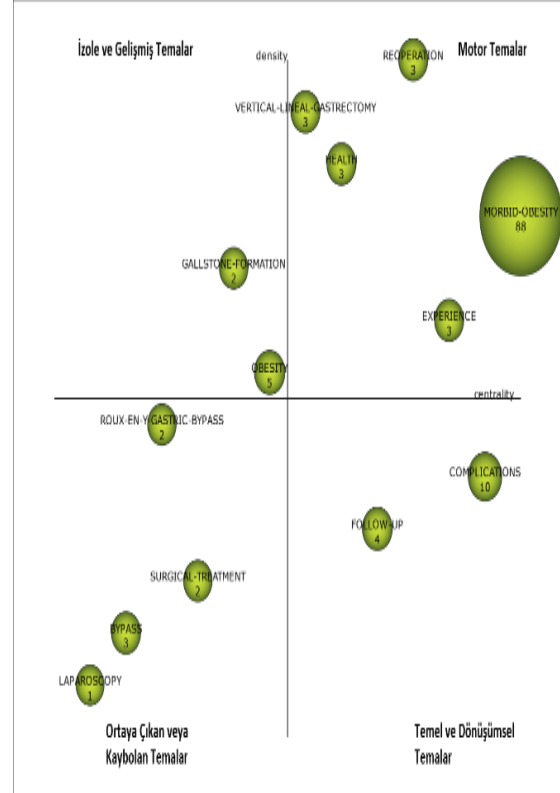 İzole ve Gelişmiş Temalar
density
REOPERATION
3
Motor Temalar
VERTICAL-LINEAL-GASTRECTOMY
3
HEALTH
3
MORBID-OBESITY
88
GALLSTONE-FORMATION
2
EXPERIENCE
3
OBESITY
5
centrality
ROUX-EN-Y-GASTRIC-BYPASS
2
COMPLICATIONS
10
FOLLOW-UP
4
SURGICAL-TREATMENT
2
BYPASS
3
LAPAROSCOPY
1
Ortaya Çıkan veya
Kaybolan Temalar
Temel ve Dönüşümsel
Temalar